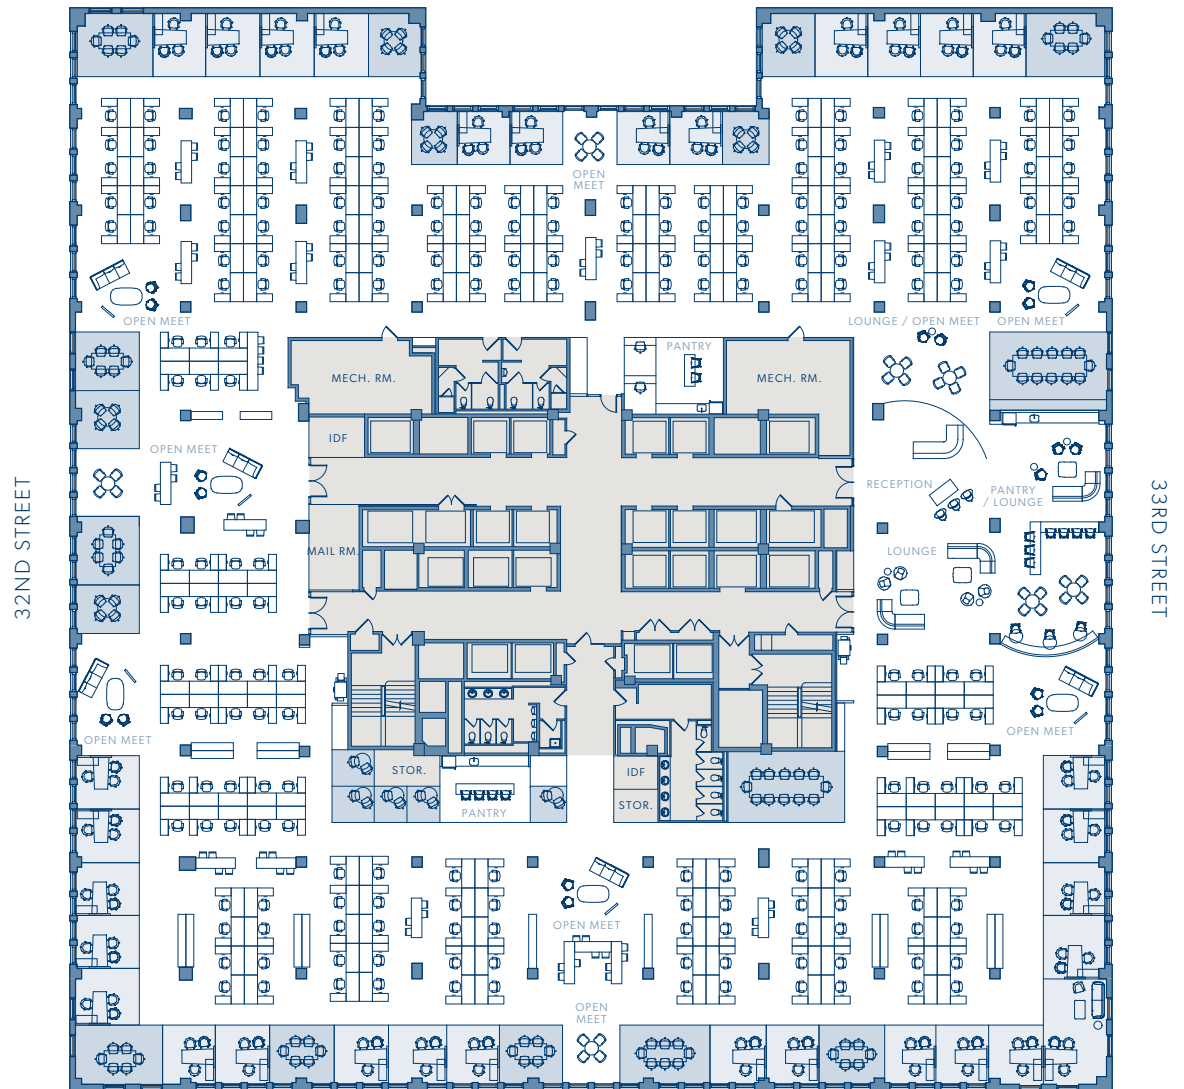 OPEN
MEET
OPEN MEET
LOUNGE / OPEN MEET
OPEN MEET
PANTRY
MECH. RM.
MECH. RM.
IDF
OPEN MEET
RECEPTION
PANTRY
/ LOUNGE
32ND STREET
33RD STREET
MAIL RM.
LOUNGE
OPEN MEET
OPEN MEET
STOR.
IDF
STOR.
PANTRY
OPEN MEET
OPEN
MEET